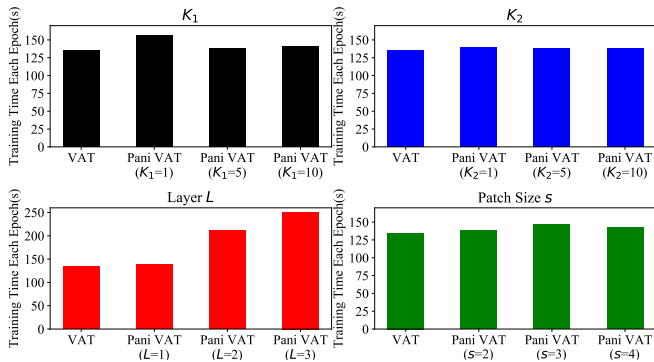 K₁
Training Time Each Epoch(s)
150
125
100
75
50
25
0
VAT
Pani VAT
(K₁=1)
Pani VAT
(K₁=5)
Pani VAT
(K₁=10)
K₂
Training Time Each Epoch(s)
150
125
100
75
50
25
0
VAT
Pani VAT
(K₂=1)
Pani VAT
(K₂=5)
Pani VAT
(K₂=10)
Layer L
Training Time Each Epoch(s)
250
200
150
100
50
0
VAT
Pani VAT
(L=1)
Pani VAT
(L=2)
Pani VAT
(L=3)
Patch Size s
Training Time Each Epoch(s)
150
125
100
75
50
25
0
VAT
Pani VAT
(s=2)
Pani VAT
(s=3)
Pani VAT
(s=4)